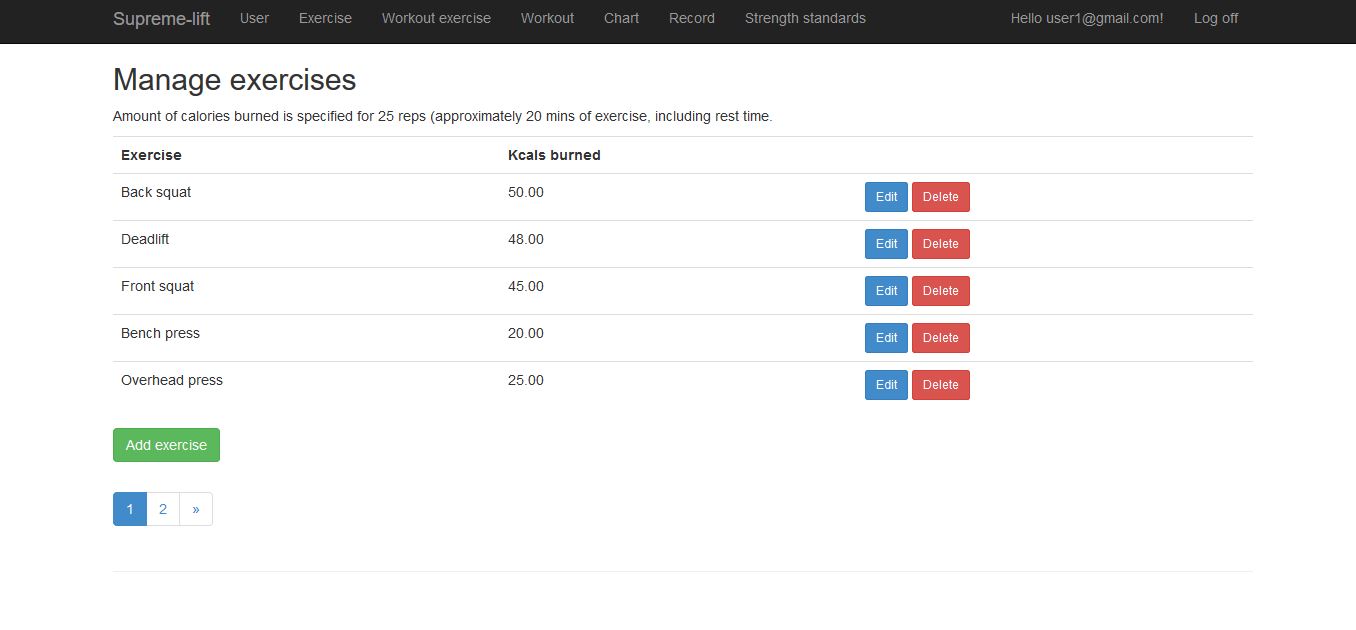 Supreme-lift User Exercise Workout exercise Workout Chart Record Strength standards Hello user1@gmail.com! Log off
Manage exercises
Amount of calories burned is specified for 25 reps (approximately 20 mins of exercise, including rest time.
Exercise Kcals burned
Back squat 50.00 Edit Delete
Deadlift 48.00 Edit Delete
Front squat 45.00 Edit Delete
Bench press 20.00 Edit Delete
Overhead press 25.00 Edit Delete
Add exercise
1 2 »